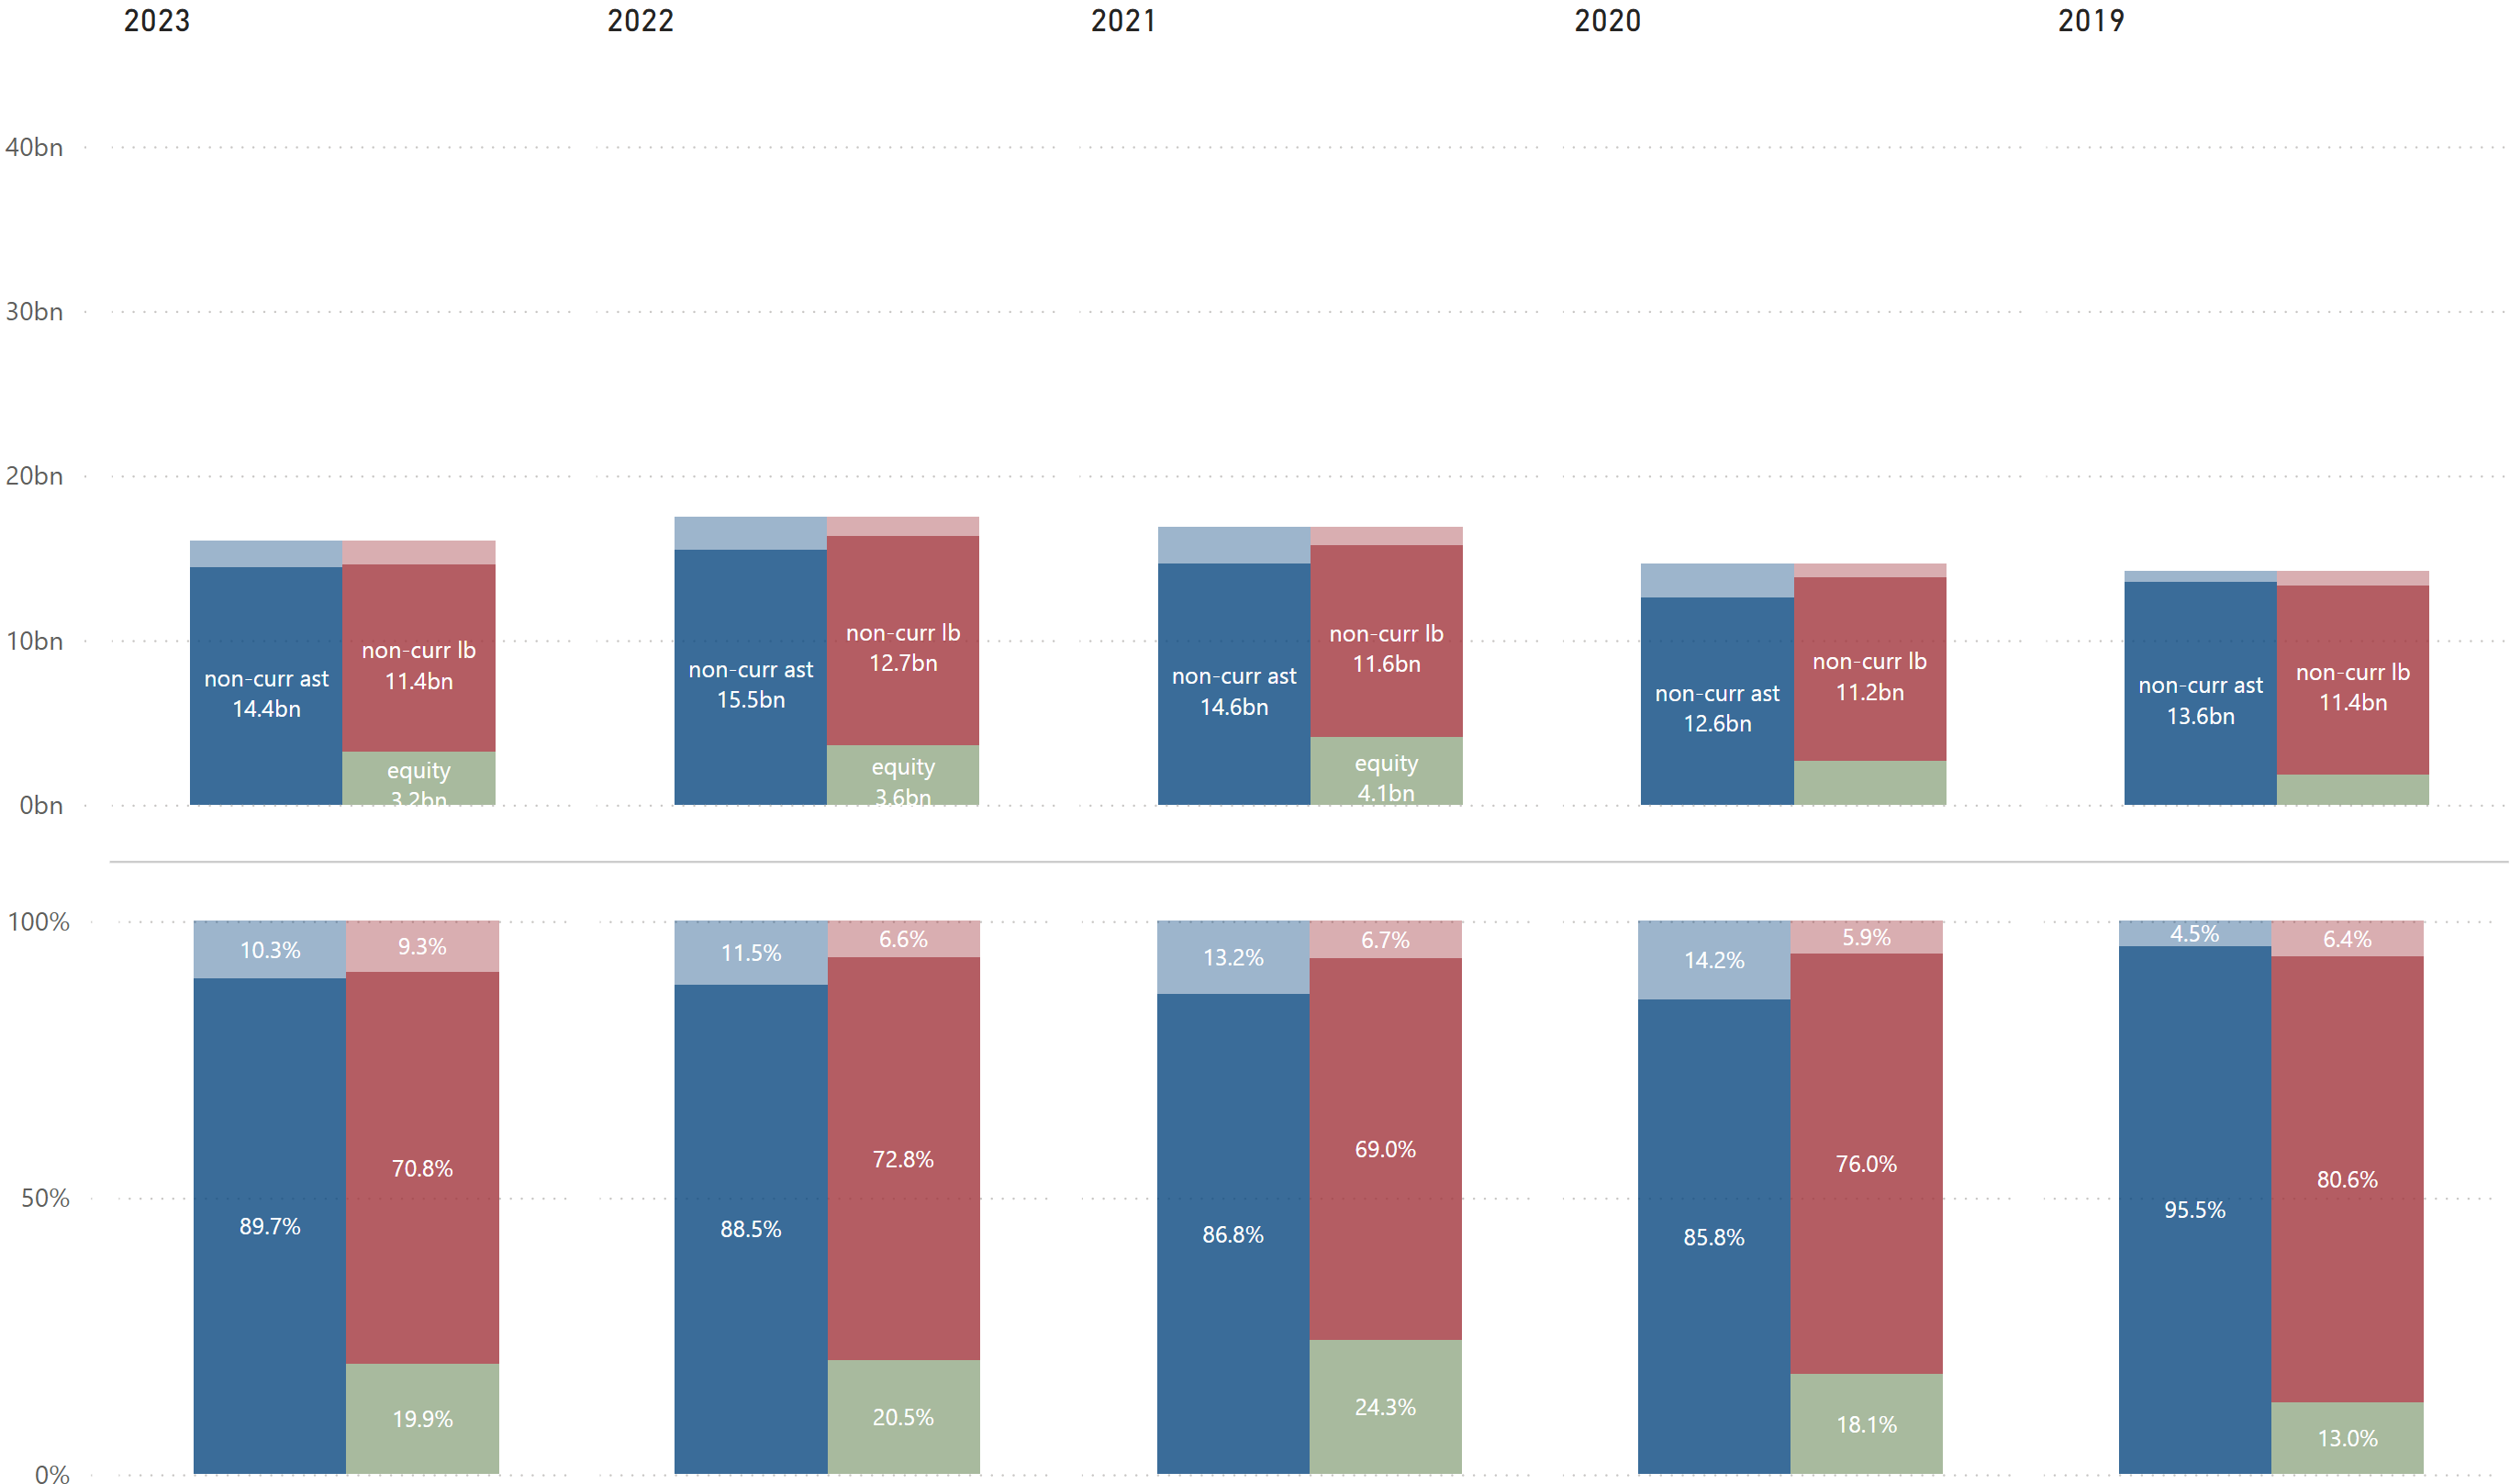 2023 2022 2021 2020 2019
40bn
30bn
20bn
10bn
0bn
non-curr ast
14.4bn
non-curr lb
11.4bn
equity
3.2bn
non-curr ast
15.5bn
non-curr lb
12.7bn
equity
3.6bn
non-curr ast
14.6bn
non-curr lb
11.6bn
equity
4.1bn
non-curr ast
12.6bn
non-curr lb
11.2bn
non-curr ast
13.6bn
non-curr lb
11.4bn
100%
50%
0%
10.3%
89.7%
9.3%
70.8%
19.9%
11.5%
88.5%
6.6%
72.8%
20.5%
13.2%
86.8%
6.7%
69.0%
24.3%
14.2%
85.8%
5.9%
76.0%
18.1%
4.5%
95.5%
6.4%
80.6%
13.0%